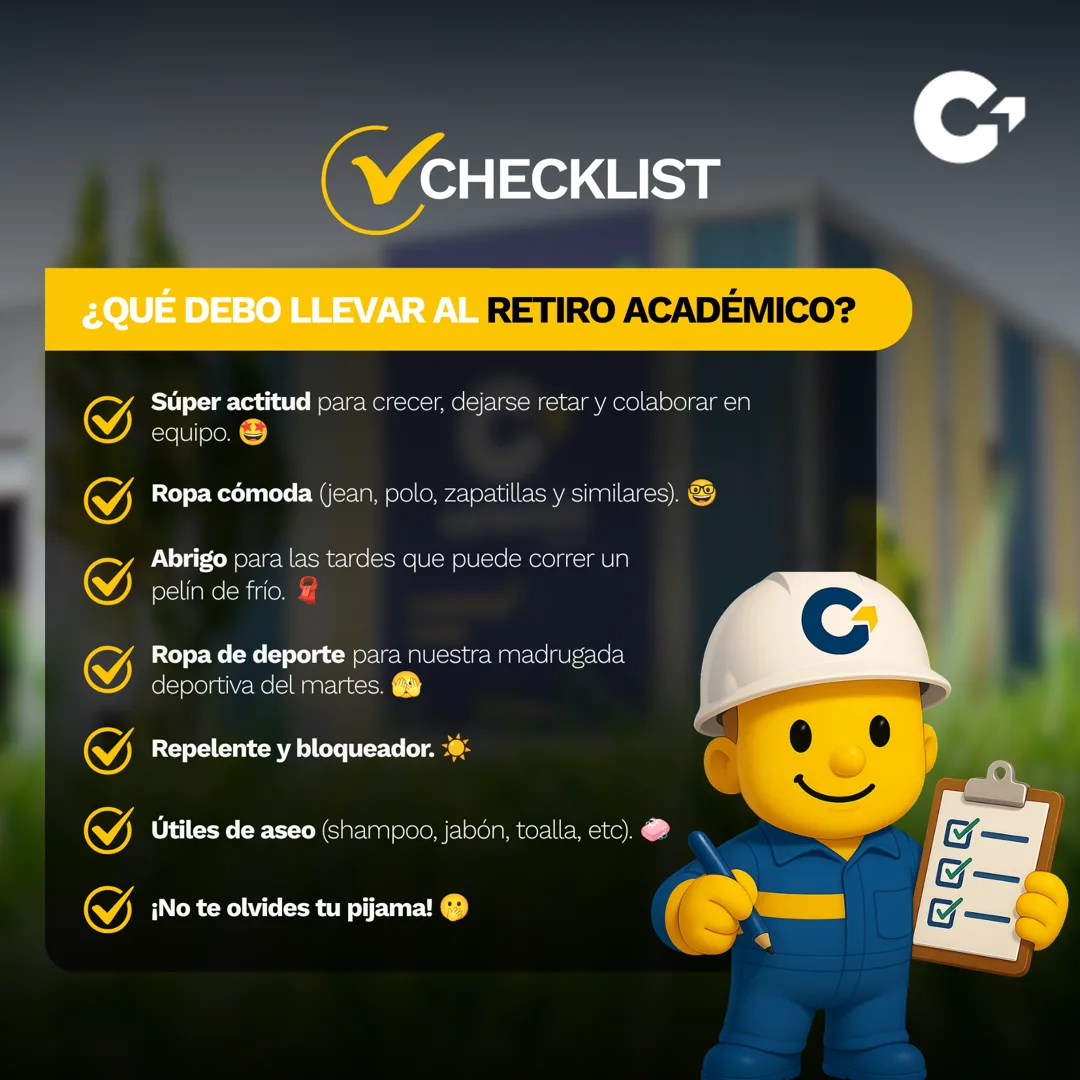 CHECKLIST
¿QUÉ DEBO LLEVAR AL RETIRO ACADÉMICO?
Súper actitud para crecer, dejarse retar y colaborar en
equipo. 🤩
Ropa cómoda (jean, polo, zapatillas y similares). 🤓
Abrigo para las tardes que puede correr un
pelín de frío. 🧣
Ropa de deporte para nuestra madrugada
deportiva del martes. 🫣
Repelente y bloqueador. ☀️
Útiles de aseo (shampoo, jabón, toalla, etc). 🧼
¡No te olvides tu pijama! 🫢